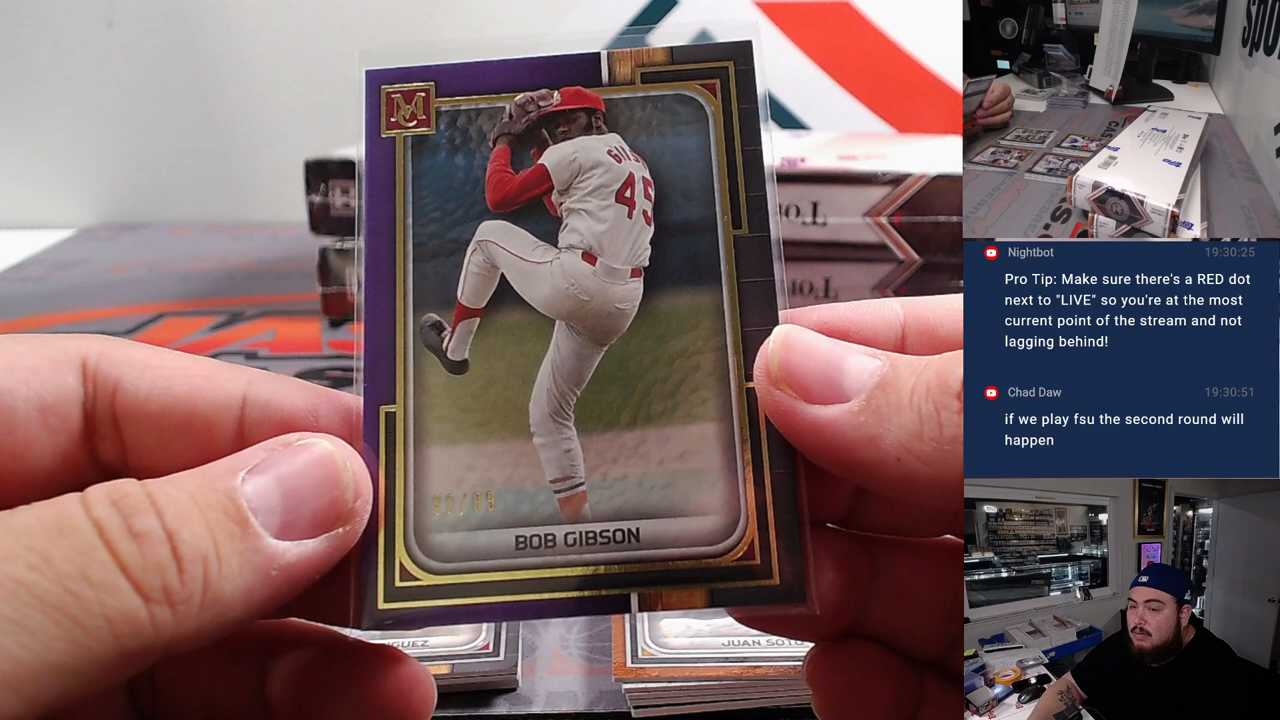 MC
GIBS
45
BOB GIBSON
JUAN SOTO
Nightbot 19:30:25
Pro Tip: Make sure there's a RED dot
next to "LIVE" so you're at the most
current point of the stream and not
lagging behind!
Chad Daw 19:30:51
if we play fsu the second round will
happen